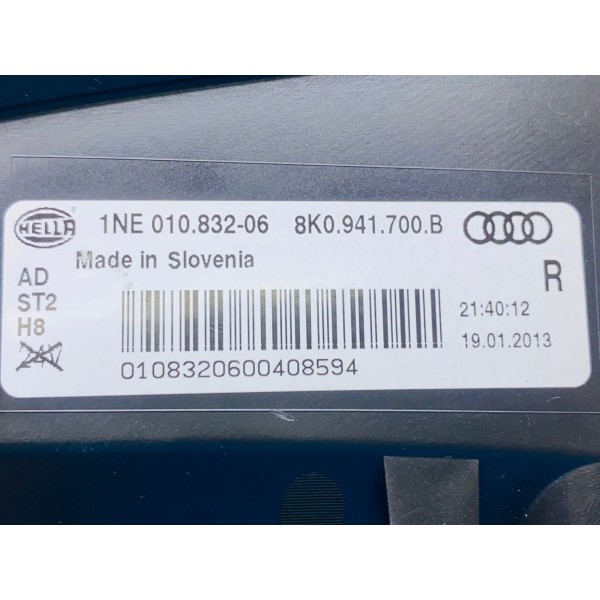 HELLA 1NE 010.832-06 8K0.941.700.B
Made in Slovenia
AD
ST2
H8
R
21:40:12
19.01.2013
0108320600408594